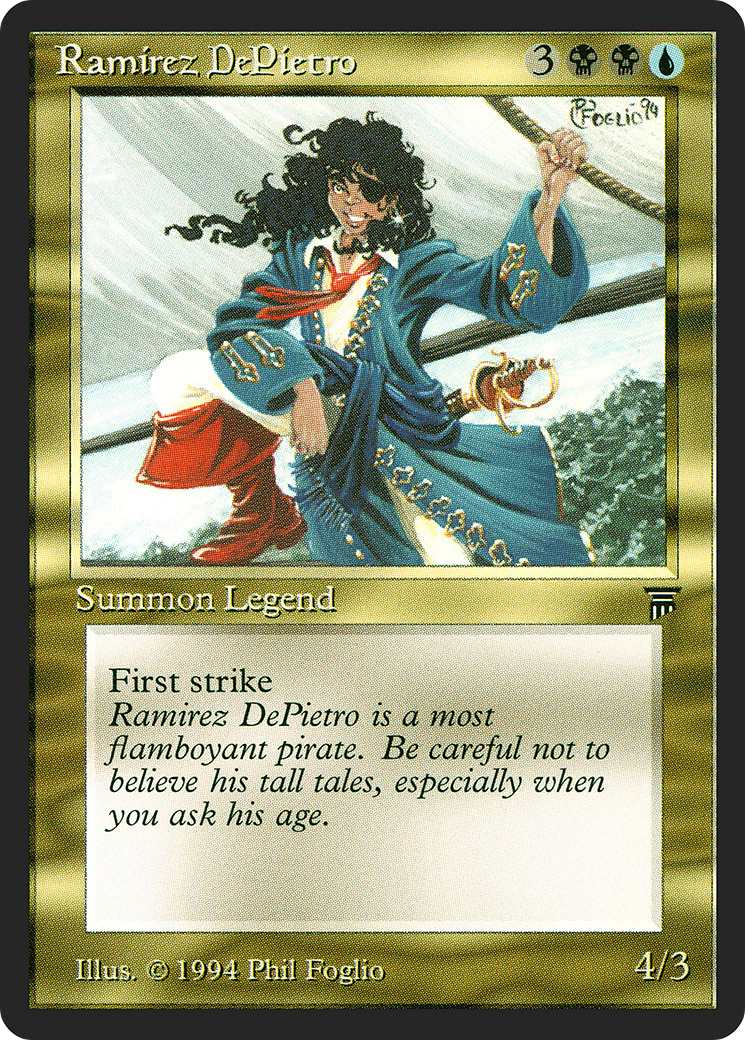 Ramirez DePietro 3
P FOGLIO 94
Summon Legend
First strike
Ramirez DePietro is a most
flamboyant pirate. Be careful not to
believe his tall tales, especially when
you ask his age.
Illus. © 1994 Phil Foglio 4/3